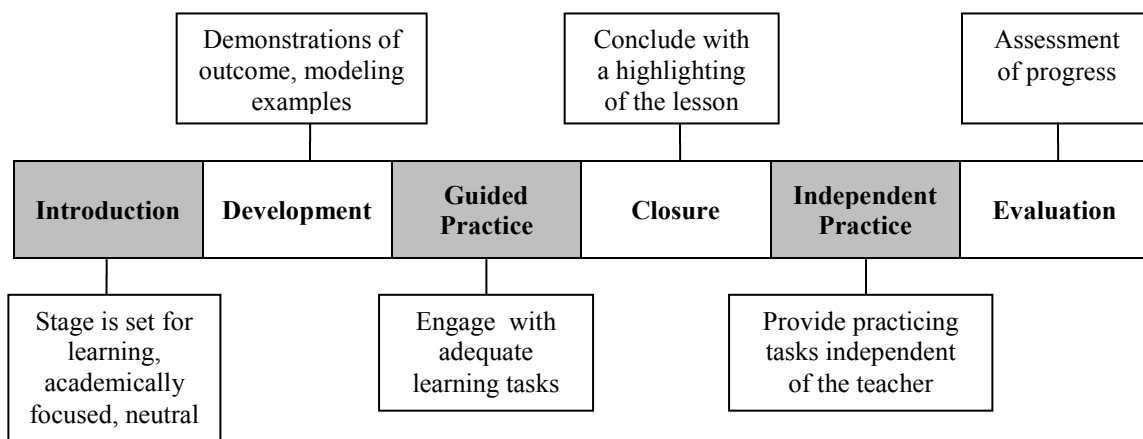 Demonstrations of
outcome, modeling
examples
Conclude with
a highlighting
of the lesson
Assessment
of progress
Introduction
Development
Guided
Practice
Closure
Independent
Practice
Evaluation
Stage is set for
learning,
academically
focused, neutral
Engage with
adequate
learning tasks
Provide practicing
tasks independent
of the teacher